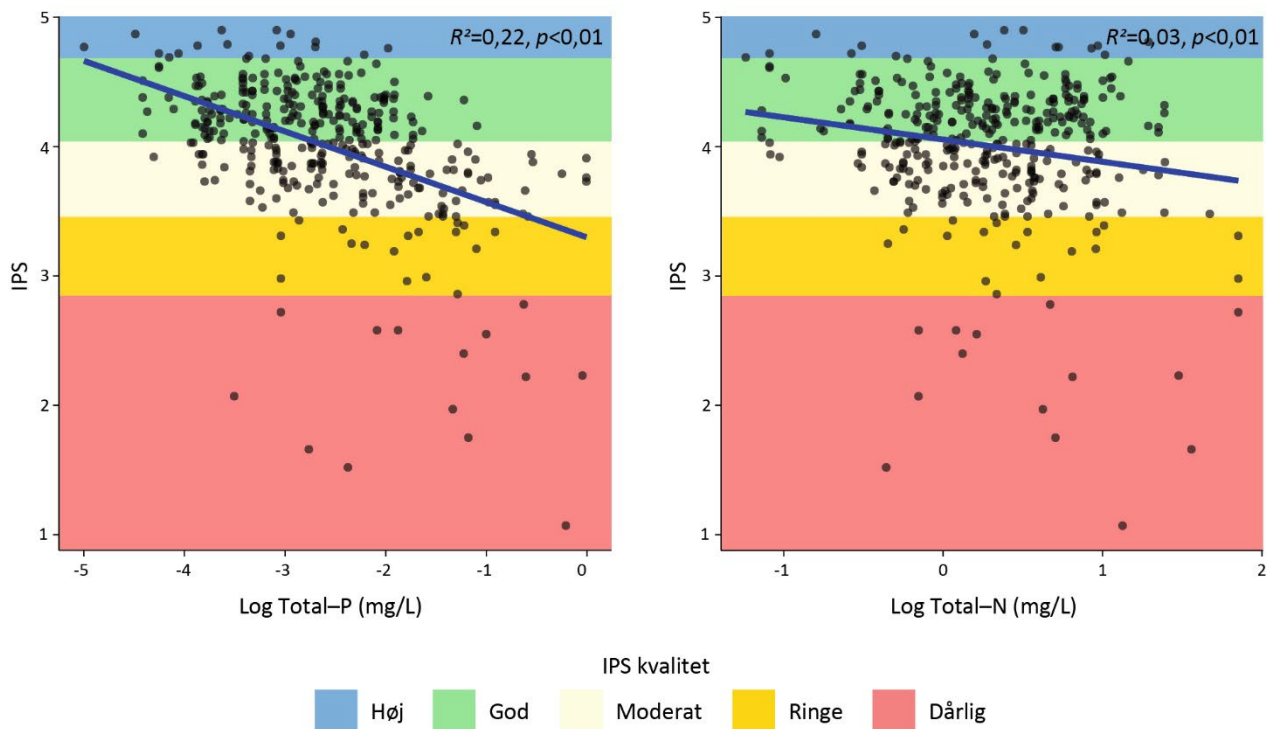 R²=0,22, p<0,01
5
4
3
2
1
IPS
-5 -4 -3 -2 -1 0
Log Total–P (mg/L)
R²=0,03, p<0,01
5
4
3
2
1
IPS
-1 0 1 2
Log Total–N (mg/L)
IPS kvalitet
Høj God Moderat Ringe Dårlig